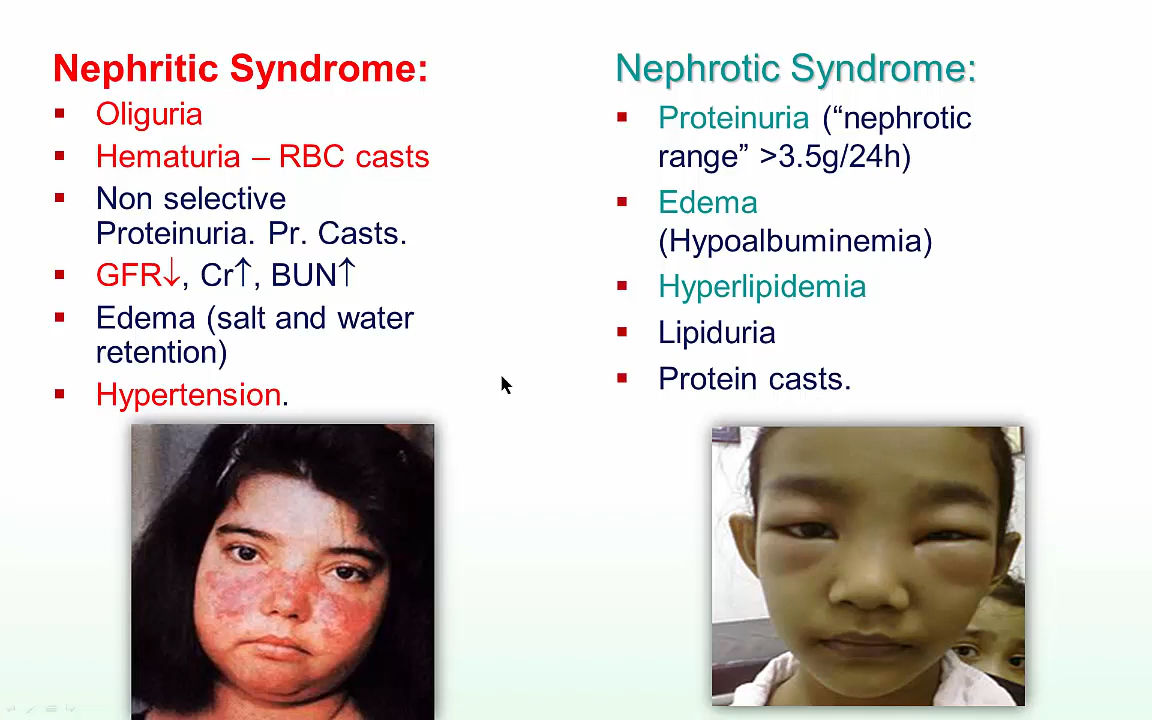 Nephritic Syndrome:
▪ Oliguria
▪ Hematuria – RBC casts
▪ Non selective
Proteinuria. Pr. Casts.
▪ GFR↓, Cr↑, BUN↑
▪ Edema (salt and water
retention)
▪ Hypertension.
Nephrotic Syndrome:
▪ Proteinuria (“nephrotic
range” >3.5g/24h)
▪ Edema
(Hypoalbuminemia)
▪ Hyperlipidemia
▪ Lipiduria
▪ Protein casts.